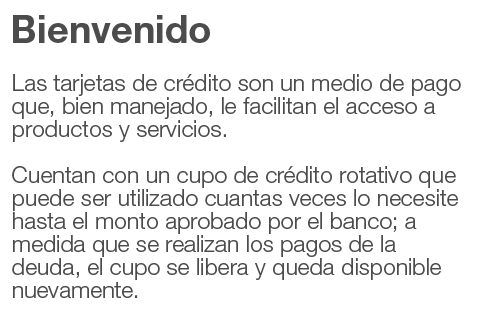 Bienvenido
Las tarjetas de crédito son un medio de pago
que, bien manejado, le facilitan el acceso a
productos y servicios.
Cuentan con un cupo de crédito rotativo que
puede ser utilizado cuantas veces lo necesite
hasta el monto aprobado por el banco; a
medida que se realizan los pagos de la
deuda, el cupo se libera y queda disponible
nuevamente.